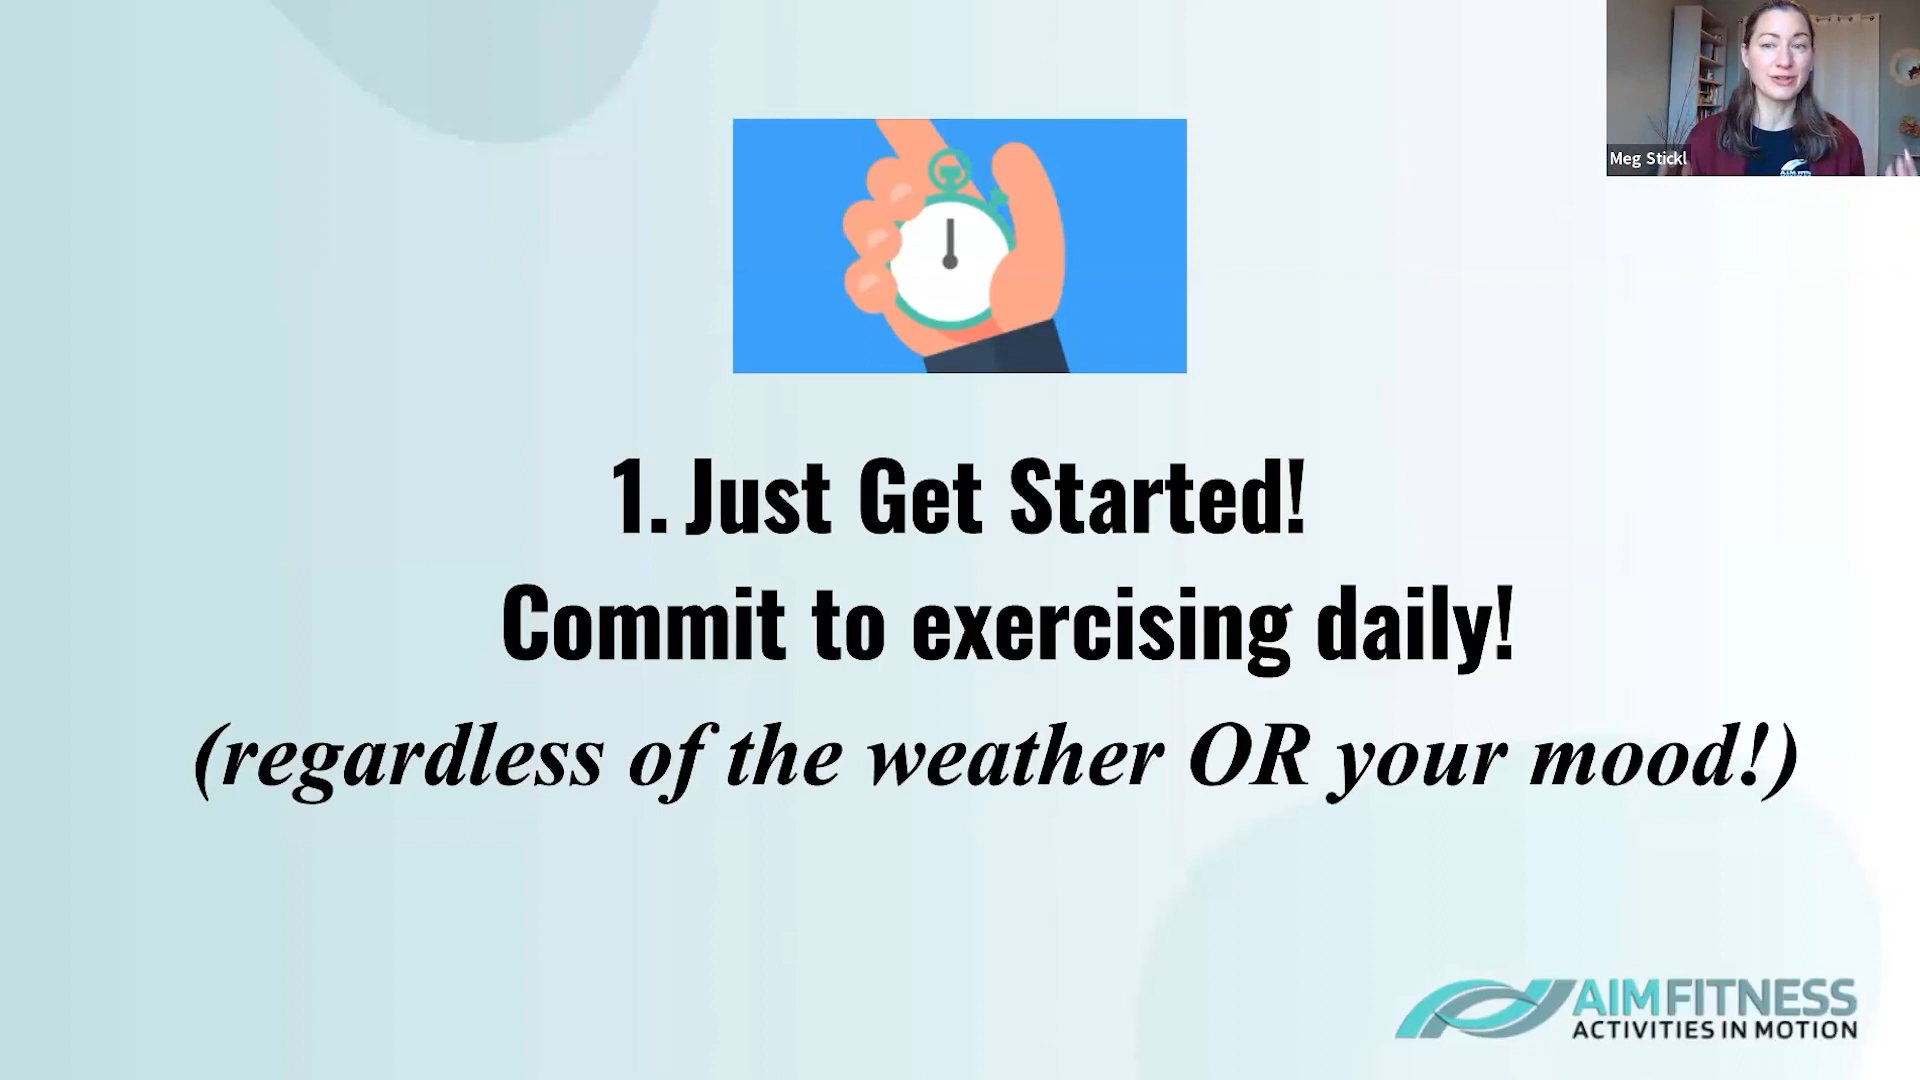 Meg Stickl
1. Just Get Started!
Commit to exercising daily!
(regardless of the weather OR your mood!)
AIMFITNESS
ACTIVITIES IN MOTION